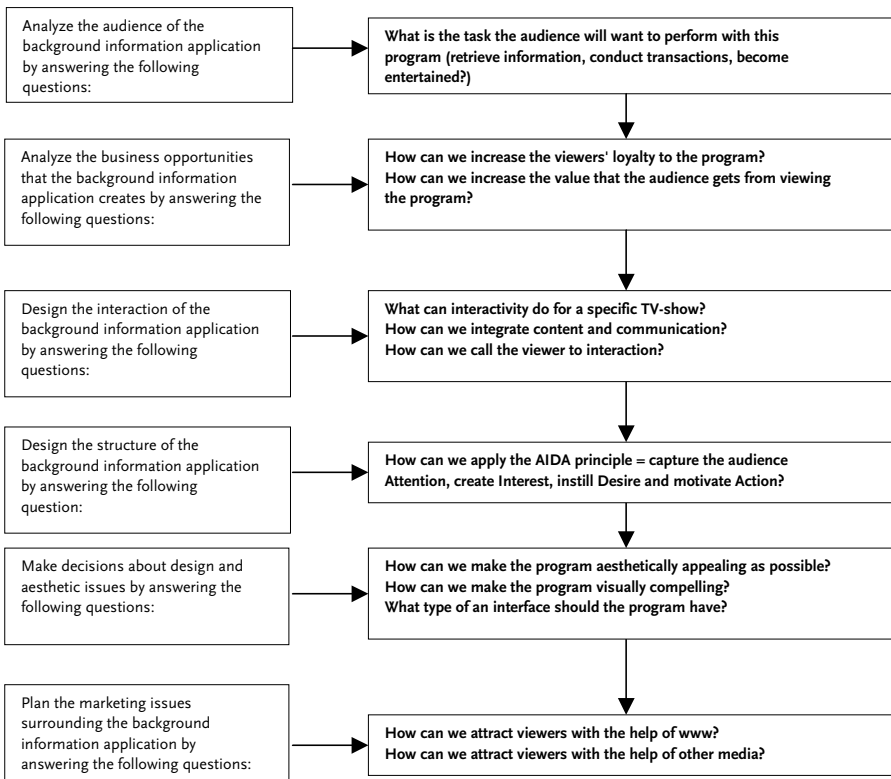 Analyze the audience of the
background information application
by answering the following
questions:
What is the task the audience will want to perform with this
program (retrieve information, conduct transactions, become
entertained?)
Analyze the business opportunities
that the background information
application creates by answering the
following questions:
How can we increase the viewers' loyalty to the program?
How can we increase the value that the audience gets from viewing
the program?
Design the interaction of the
background information application
by answering the following
questions:
What can interactivity do for a specific TV-show?
How can we integrate content and communication?
How can we call the viewer to interaction?
Design the structure of the
background information application
by answering the following
question:
How can we apply the AIDA principle = capture the audience
Attention, create Interest, instill Desire and motivate Action?
Make decisions about design and
aesthetic issues by answering the
following questions:
How can we make the program aesthetically appealing as possible?
How can we make the program visually compelling?
What type of an interface should the program have?
Plan the marketing issues
surrounding the background
information application by
answering the following questions:
How can we attract viewers with the help of www?
How can we attract viewers with the help of other media?